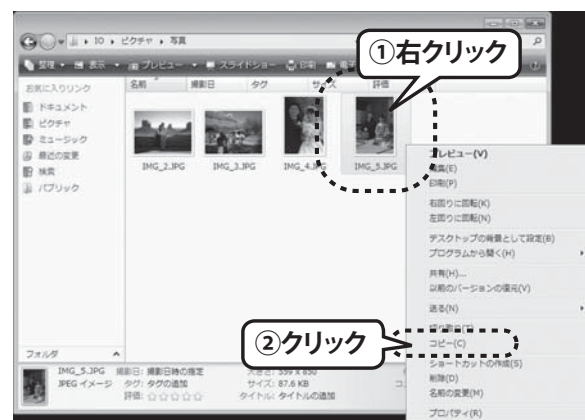 10 ▸ ピクチャ ▸ 写真
整理 表示 プレビュー スライドショー 印刷 電子
①右クリック
お気に入りリンク
ドキュメント
ピクチャ
ミュージック
最近の変更
検索
パブリック
名前 撮影日 タグ サイズ 評価
IMG_2.JPG IMG_3.JPG IMG_4.JPG IMG_5.JPG
プレビュー(V)
編集(E)
印刷(P)
右回りに回転(K)
左回りに回転(N)
デスクトップの背景として設定(B)
プログラムから開く(H)
共有(H)...
以前のバージョンの復元(V)
送る(N)
切り取り(T)
コピー(C)
ショートカットの作成(S)
削除(D)
名前の変更(M)
プロパティ(R)
②クリック
フォルダ
IMG_5.JPG 撮影日: 撮影日時の指定 大きさ: 559 x 850
JPEG イメージ タグ: タグの追加 サイズ: 87.6 KB
評価: ☆☆☆☆☆ タイトル: タイトルの追加